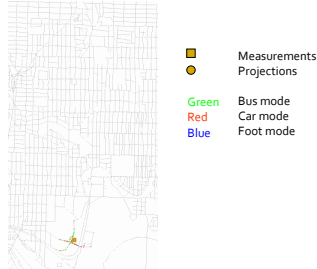 Measurements
Projections
Green Bus mode
Red Car mode
Blue Foot mode